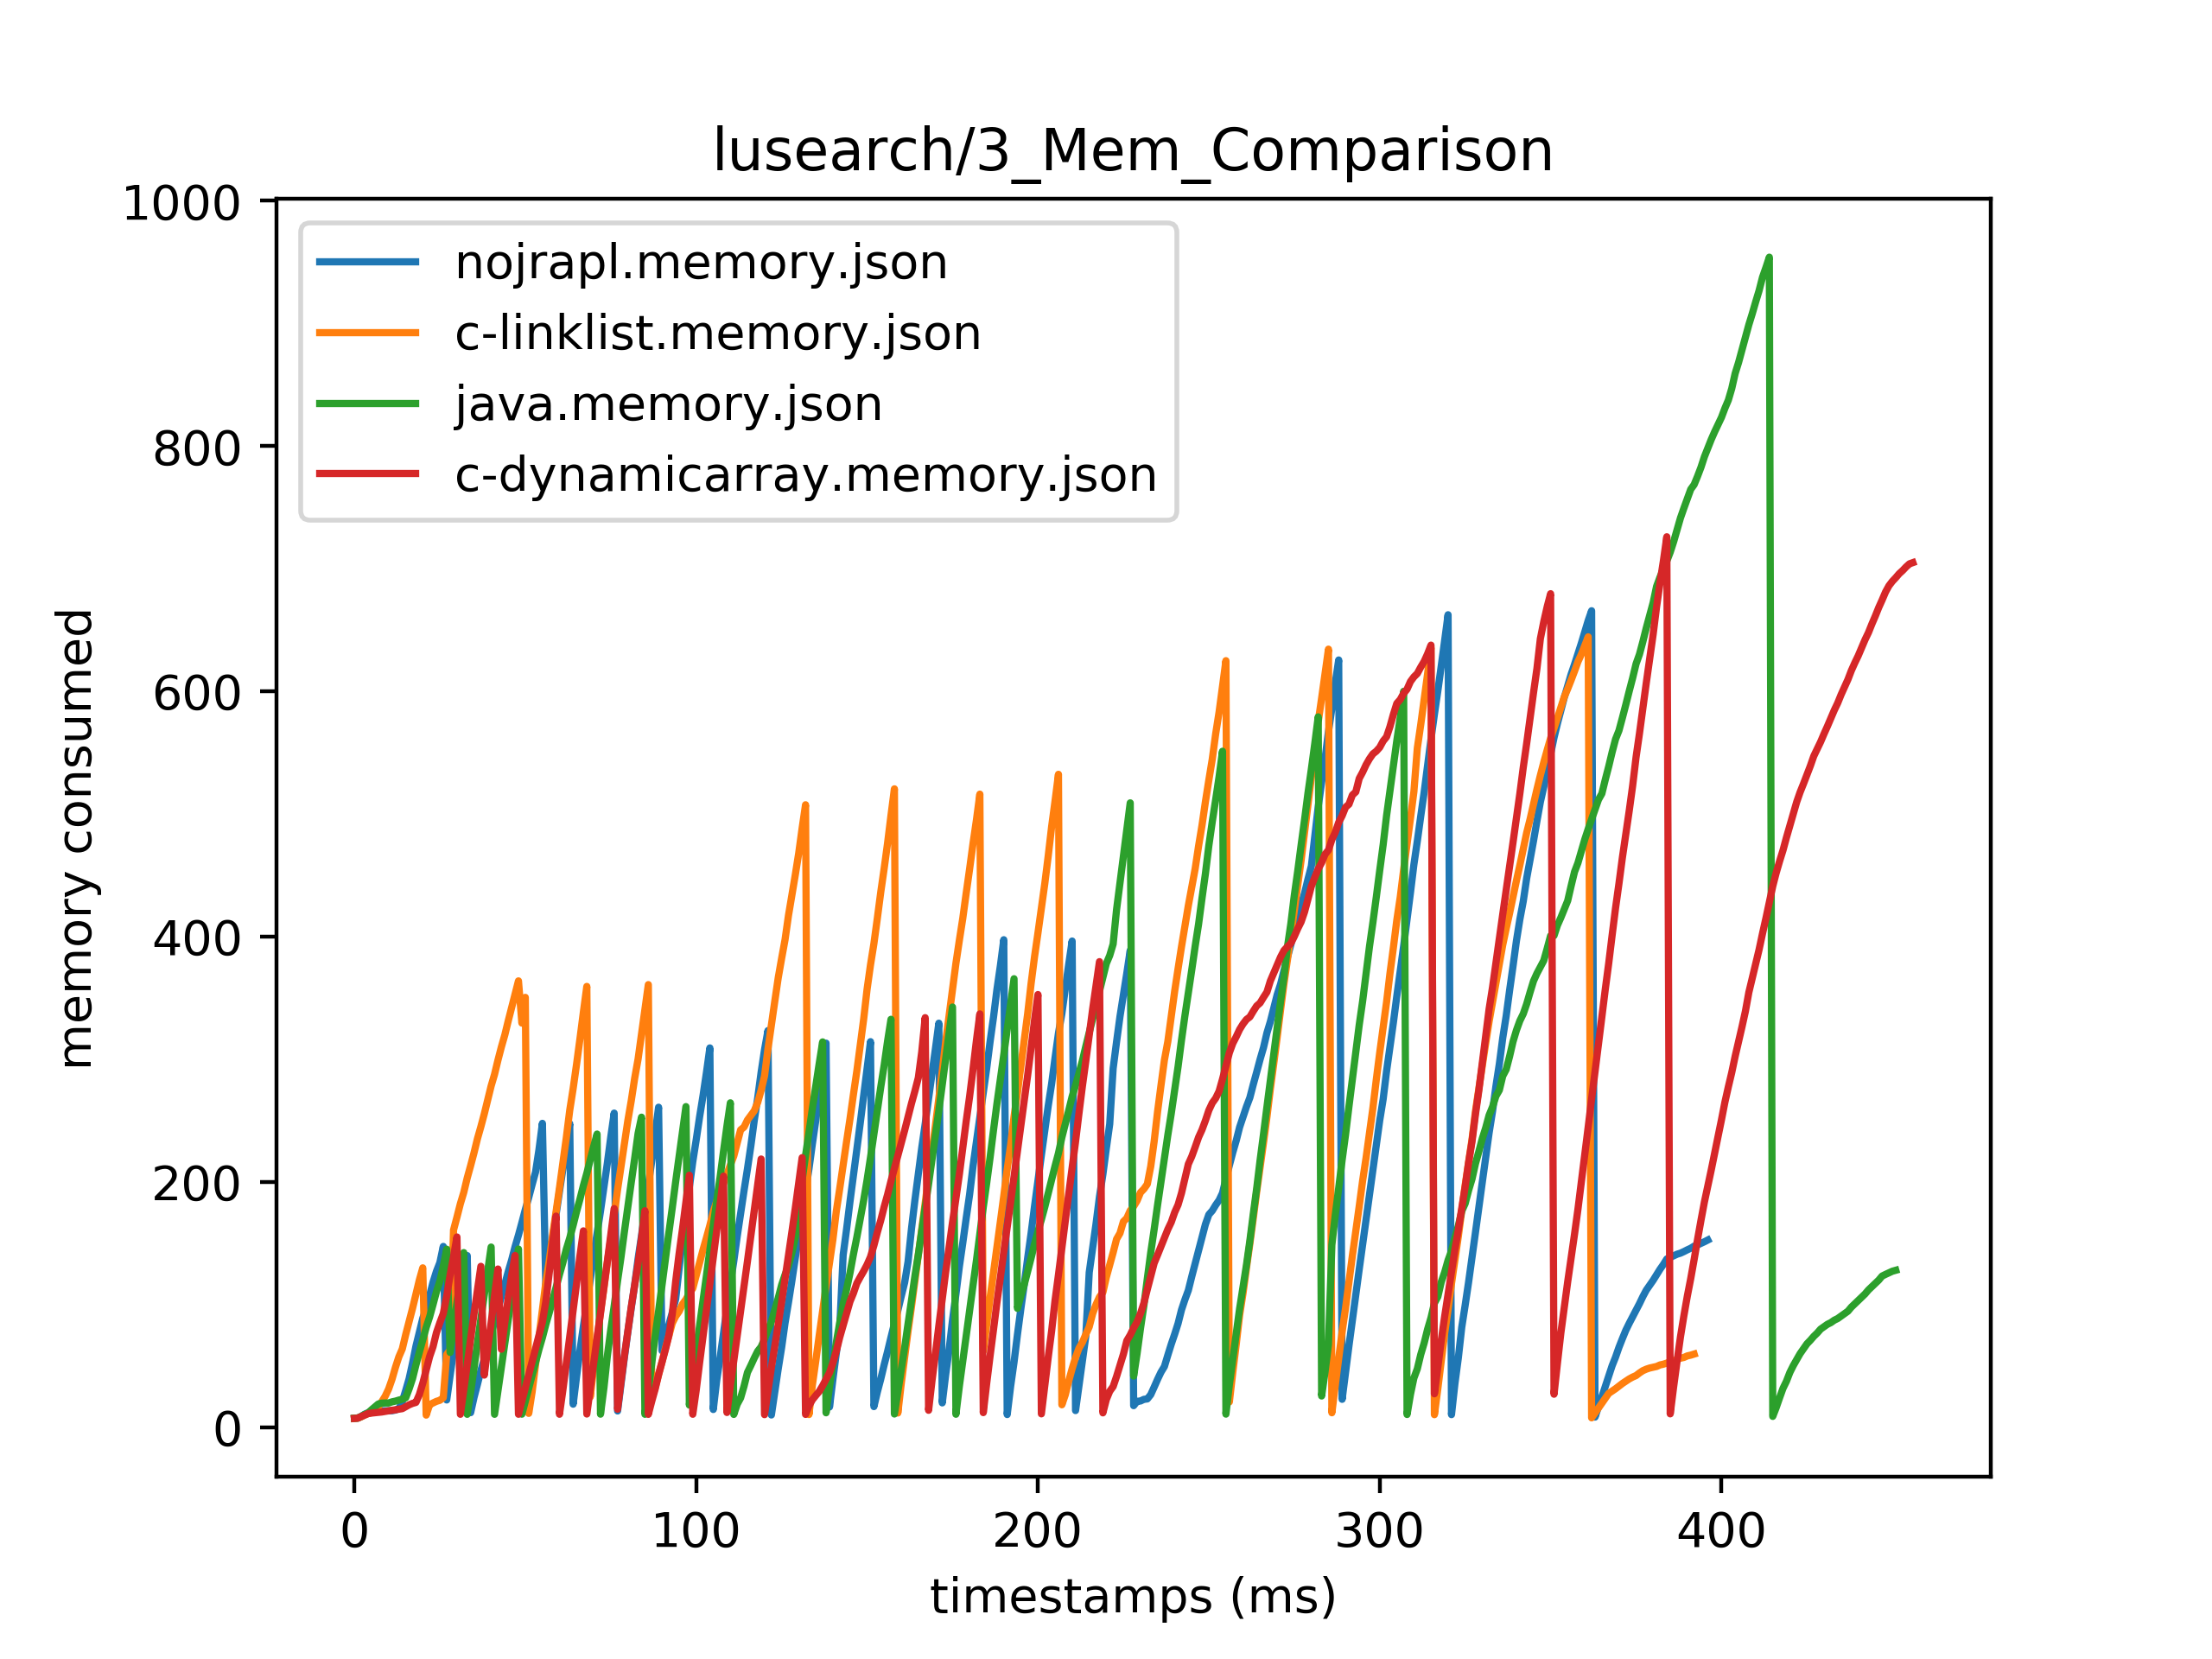 lusearch/3_Mem_Comparison
1000
800
600
400
200
0
memory consumed
nojrapl.memory.json
c-linklist.memory.json
java.memory.json
c-dynamicarray.memory.json
0 100 200 300 400
timestamps (ms)